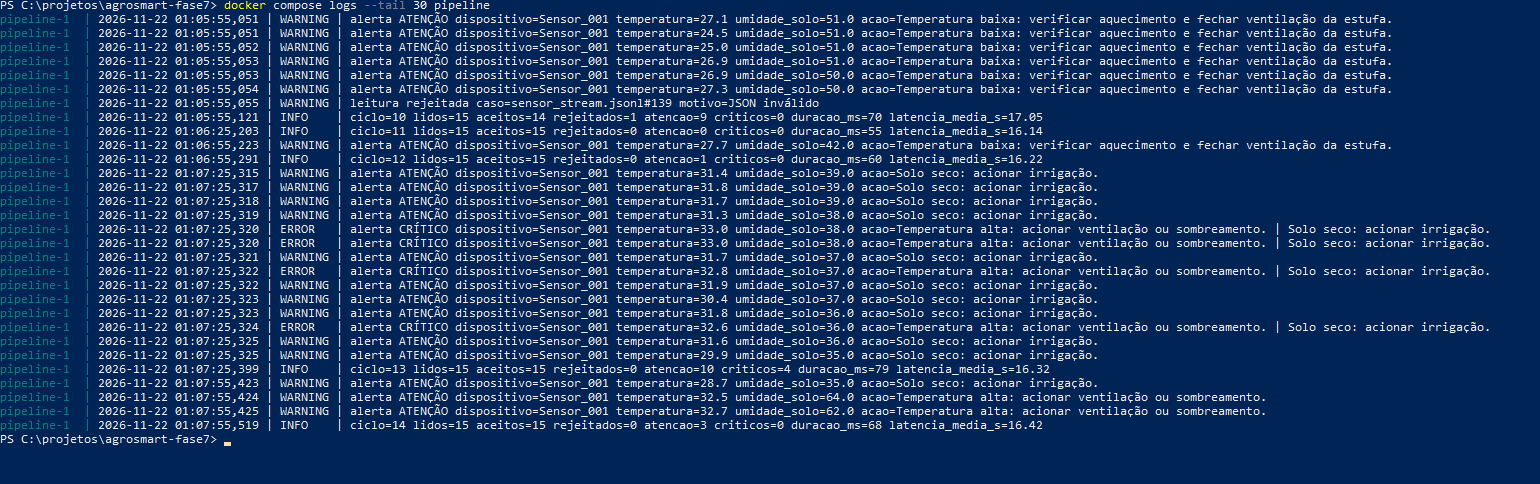 PS C:\projetos\agrosmart-fase7> docker compose logs --tail 30 pipeline
pipeline-1  | 2026-11-22 01:05:55,051 | WARNING | alerta ATENÇÃO dispositivo=Sensor_001 temperatura=27.1 umidade_solo=51.0 acao=Temperatura baixa: verificar aquecimento e fechar ventilação da estufa.
pipeline-1  | 2026-11-22 01:05:55,051 | WARNING | alerta ATENÇÃO dispositivo=Sensor_001 temperatura=24.5 umidade_solo=51.0 acao=Temperatura baixa: verificar aquecimento e fechar ventilação da estufa.
pipeline-1  | 2026-11-22 01:05:55,052 | WARNING | alerta ATENÇÃO dispositivo=Sensor_001 temperatura=25.0 umidade_solo=51.0 acao=Temperatura baixa: verificar aquecimento e fechar ventilação da estufa.
pipeline-1  | 2026-11-22 01:05:55,053 | WARNING | alerta ATENÇÃO dispositivo=Sensor_001 temperatura=26.9 umidade_solo=51.0 acao=Temperatura baixa: verificar aquecimento e fechar ventilação da estufa.
pipeline-1  | 2026-11-22 01:05:55,053 | WARNING | alerta ATENÇÃO dispositivo=Sensor_001 temperatura=26.9 umidade_solo=50.0 acao=Temperatura baixa: verificar aquecimento e fechar ventilação da estufa.
pipeline-1  | 2026-11-22 01:05:55,054 | WARNING | alerta ATENÇÃO dispositivo=Sensor_001 temperatura=27.3 umidade_solo=50.0 acao=Temperatura baixa: verificar aquecimento e fechar ventilação da estufa.
pipeline-1  | 2026-11-22 01:05:55,055 | WARNING | leitura rejeitada caso=sensor_stream.jsonl#139 motivo=JSON inválido
pipeline-1  | 2026-11-22 01:05:55,121 | INFO    | ciclo=10 lidos=15 aceitos=14 rejeitados=1 atencao=9 criticos=0 duracao_ms=70 latencia_media_s=17.05
pipeline-1  | 2026-11-22 01:06:25,203 | INFO    | ciclo=11 lidos=15 aceitos=15 rejeitados=0 atencao=0 criticos=0 duracao_ms=55 latencia_media_s=16.14
pipeline-1  | 2026-11-22 01:06:55,223 | WARNING | alerta ATENÇÃO dispositivo=Sensor_001 temperatura=27.7 umidade_solo=42.0 acao=Temperatura baixa: verificar aquecimento e fechar ventilação da estufa.
pipeline-1  | 2026-11-22 01:06:55,291 | INFO    | ciclo=12 lidos=15 aceitos=15 rejeitados=0 atencao=1 criticos=0 duracao_ms=60 latencia_media_s=16.22
pipeline-1  | 2026-11-22 01:07:25,315 | WARNING | alerta ATENÇÃO dispositivo=Sensor_001 temperatura=31.4 umidade_solo=39.0 acao=Solo seco: acionar irrigação.
pipeline-1  | 2026-11-22 01:07:25,317 | WARNING | alerta ATENÇÃO dispositivo=Sensor_001 temperatura=31.8 umidade_solo=39.0 acao=Solo seco: acionar irrigação.
pipeline-1  | 2026-11-22 01:07:25,318 | WARNING | alerta ATENÇÃO dispositivo=Sensor_001 temperatura=31.7 umidade_solo=39.0 acao=Solo seco: acionar irrigação.
pipeline-1  | 2026-11-22 01:07:25,319 | WARNING | alerta ATENÇÃO dispositivo=Sensor_001 temperatura=31.3 umidade_solo=38.0 acao=Solo seco: acionar irrigação.
pipeline-1  | 2026-11-22 01:07:25,320 | ERROR   | alerta CRÍTICO dispositivo=Sensor_001 temperatura=33.0 umidade_solo=38.0 acao=Temperatura alta: acionar ventilação ou sombreamento. | Solo seco: acionar irrigação.
pipeline-1  | 2026-11-22 01:07:25,320 | ERROR   | alerta CRÍTICO dispositivo=Sensor_001 temperatura=33.0 umidade_solo=38.0 acao=Temperatura alta: acionar ventilação ou sombreamento. | Solo seco: acionar irrigação.
pipeline-1  | 2026-11-22 01:07:25,321 | WARNING | alerta ATENÇÃO dispositivo=Sensor_001 temperatura=31.7 umidade_solo=37.0 acao=Solo seco: acionar irrigação.
pipeline-1  | 2026-11-22 01:07:25,322 | ERROR   | alerta CRÍTICO dispositivo=Sensor_001 temperatura=32.8 umidade_solo=37.0 acao=Temperatura alta: acionar ventilação ou sombreamento. | Solo seco: acionar irrigação.
pipeline-1  | 2026-11-22 01:07:25,322 | WARNING | alerta ATENÇÃO dispositivo=Sensor_001 temperatura=31.9 umidade_solo=37.0 acao=Solo seco: acionar irrigação.
pipeline-1  | 2026-11-22 01:07:25,323 | WARNING | alerta ATENÇÃO dispositivo=Sensor_001 temperatura=30.4 umidade_solo=37.0 acao=Solo seco: acionar irrigação.
pipeline-1  | 2026-11-22 01:07:25,323 | WARNING | alerta ATENÇÃO dispositivo=Sensor_001 temperatura=31.8 umidade_solo=36.0 acao=Solo seco: acionar irrigação.
pipeline-1  | 2026-11-22 01:07:25,324 | ERROR   | alerta CRÍTICO dispositivo=Sensor_001 temperatura=32.6 umidade_solo=36.0 acao=Temperatura alta: acionar ventilação ou sombreamento. | Solo seco: acionar irrigação.
pipeline-1  | 2026-11-22 01:07:25,325 | WARNING | alerta ATENÇÃO dispositivo=Sensor_001 temperatura=31.6 umidade_solo=36.0 acao=Solo seco: acionar irrigação.
pipeline-1  | 2026-11-22 01:07:25,325 | WARNING | alerta ATENÇÃO dispositivo=Sensor_001 temperatura=29.9 umidade_solo=35.0 acao=Solo seco: acionar irrigação.
pipeline-1  | 2026-11-22 01:07:25,399 | INFO    | ciclo=13 lidos=15 aceitos=15 rejeitados=0 atencao=10 criticos=4 duracao_ms=79 latencia_media_s=16.32
pipeline-1  | 2026-11-22 01:07:55,423 | WARNING | alerta ATENÇÃO dispositivo=Sensor_001 temperatura=28.7 umidade_solo=35.0 acao=Solo seco: acionar irrigação.
pipeline-1  | 2026-11-22 01:07:55,424 | WARNING | alerta ATENÇÃO dispositivo=Sensor_001 temperatura=32.5 umidade_solo=64.0 acao=Temperatura alta: acionar ventilação ou sombreamento.
pipeline-1  | 2026-11-22 01:07:55,425 | WARNING | alerta ATENÇÃO dispositivo=Sensor_001 temperatura=32.7 umidade_solo=62.0 acao=Temperatura alta: acionar ventilação ou sombreamento.
pipeline-1  | 2026-11-22 01:07:55,519 | INFO    | ciclo=14 lidos=15 aceitos=15 rejeitados=0 atencao=3 criticos=0 duracao_ms=68 latencia_media_s=16.42
PS C:\projetos\agrosmart-fase7>